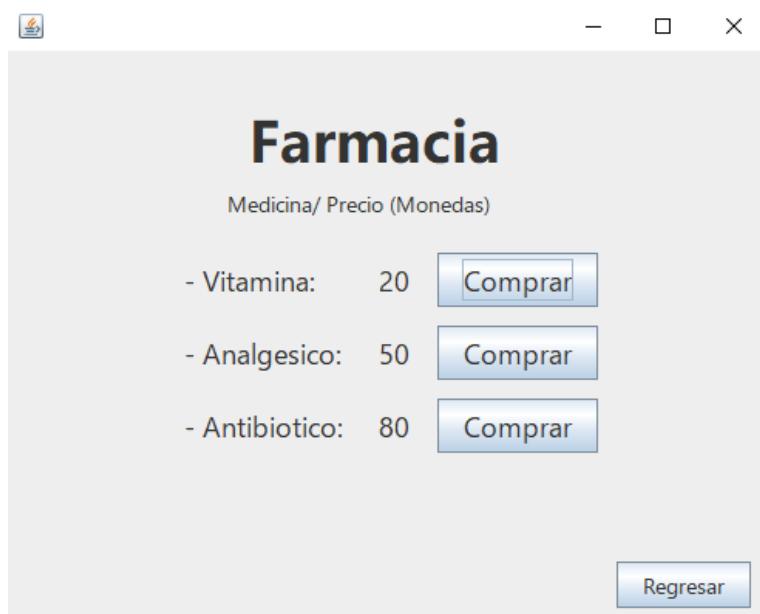 Farmacia
Medicina/ Precio (Monedas)
- Vitamina: 20 Comprar
- Analgesico: 50 Comprar
- Antibiotico: 80 Comprar
Regresar